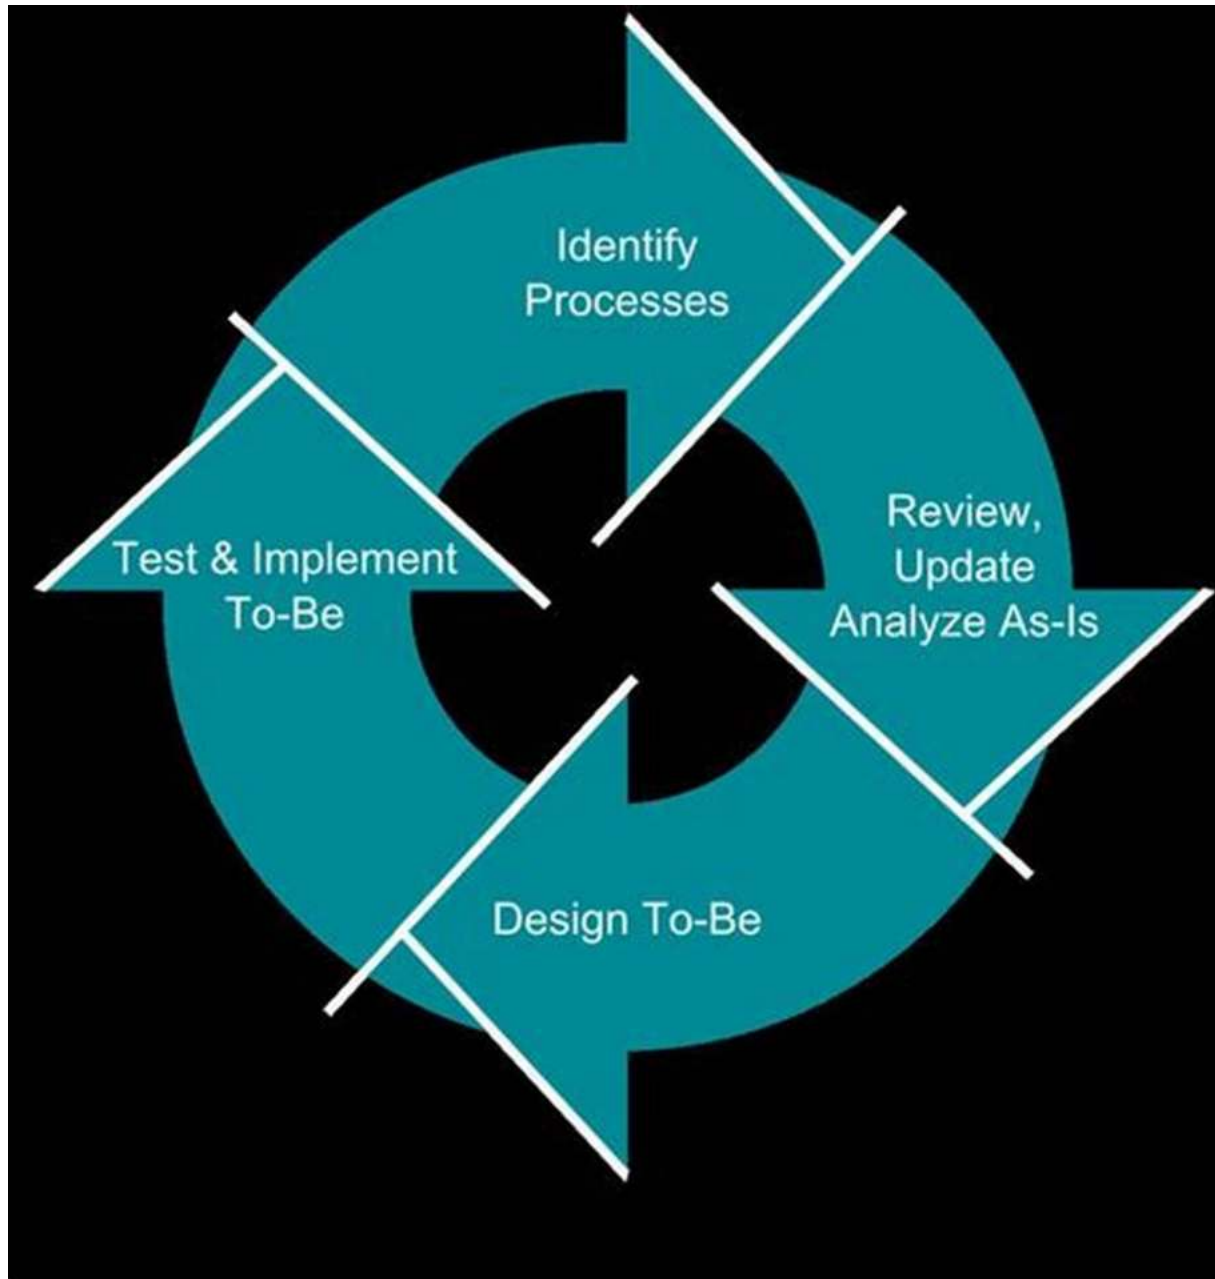 Identify
Processes
Review,
Update
Analyze As-Is
Design To-Be
Test & Implement
To-Be